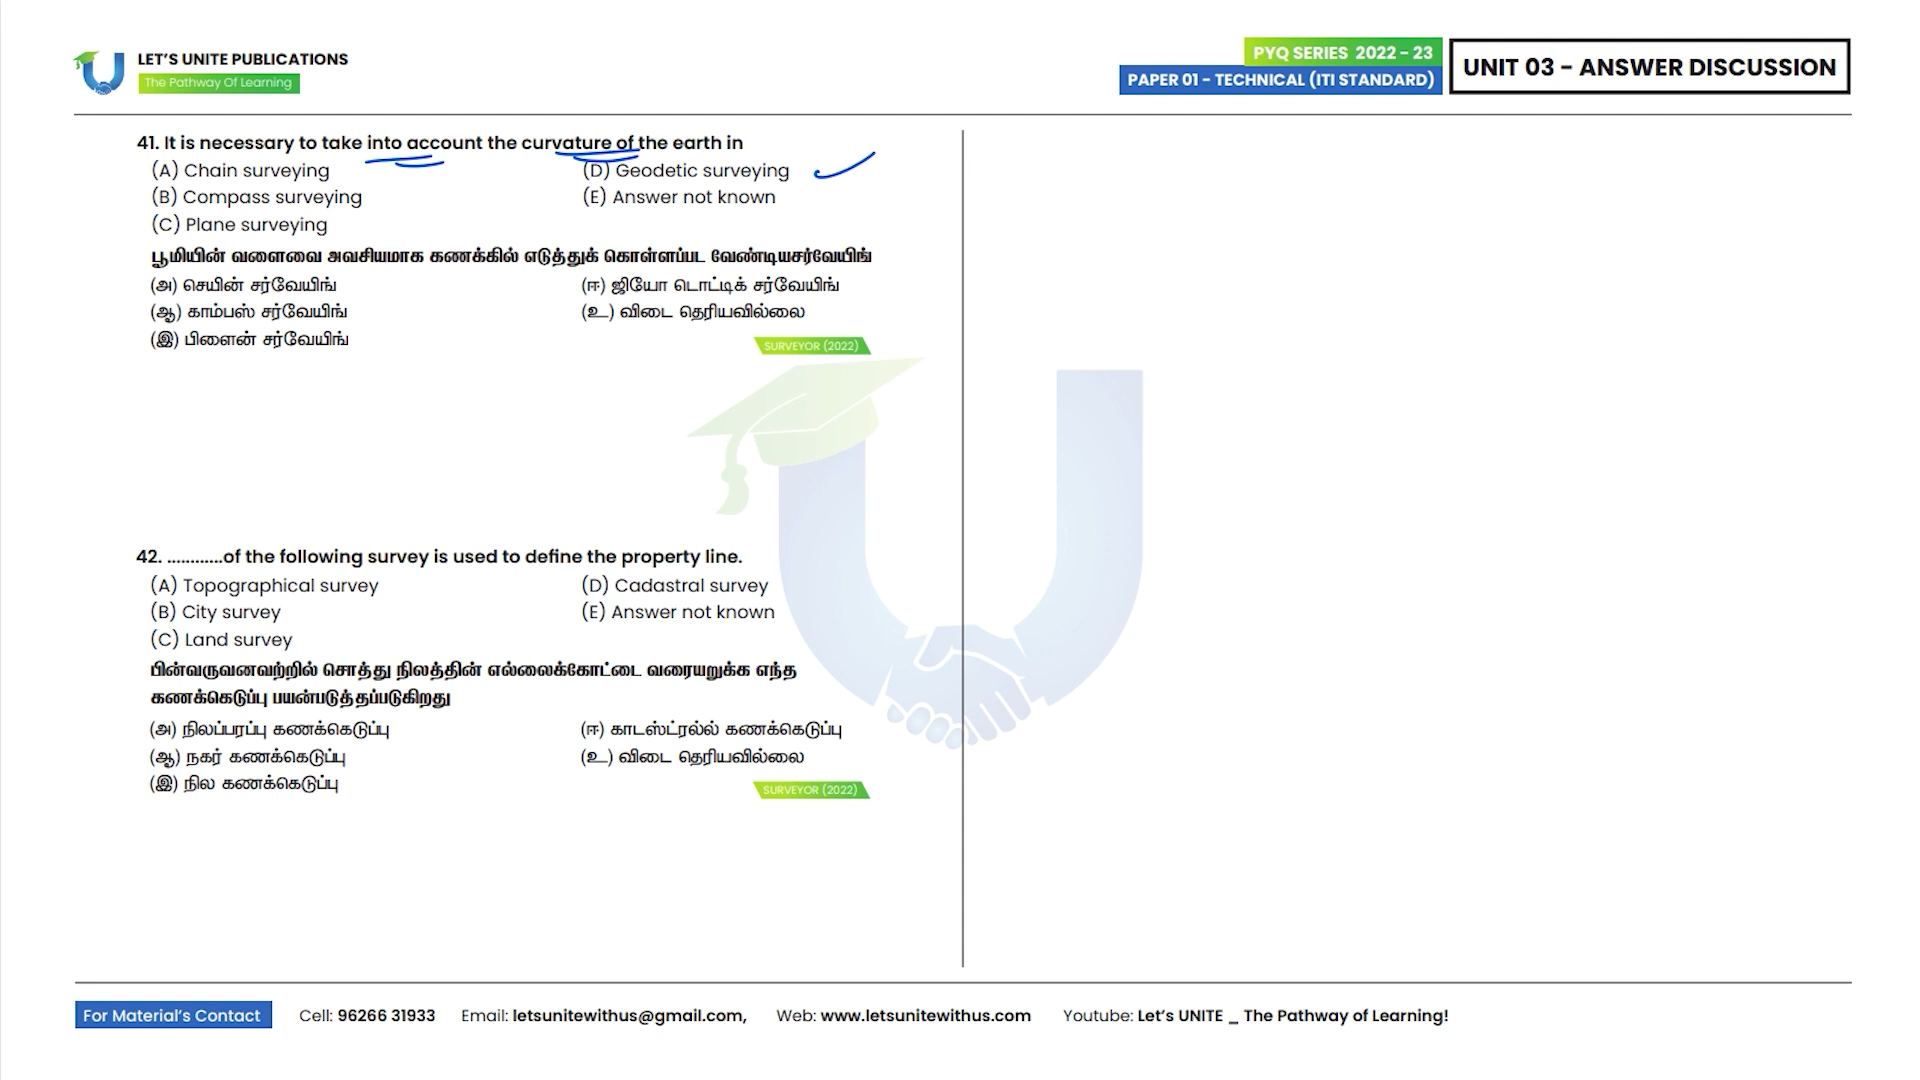 LET'S UNITE PUBLICATIONS
The Pathway Of Learning
PYQ SERIES 2022 - 23
PAPER 01 - TECHNICAL (ITI STANDARD)
UNIT 03 - ANSWER DISCUSSION
41. It is necessary to take into account the curvature of the earth in
(A) Chain surveying
(D) Geodetic surveying
(B) Compass surveying
(E) Answer not known
(C) Plane surveying
பூமியின் வளைவை அவசியமாக கணக்கில் எடுத்துக் கொள்ளப்பட வேண்டியசர்வேயிங்
(அ) செயின் சர்வேயிங்
(ஈ) ஜியோ டொட்டிக் சர்வேயிங்
(ஆ) காம்பஸ் சர்வேயிங்
(உ) விடை தெரியவில்லை
(இ) பிளைன் சர்வேயிங்
SURVEYOR (2022)
42. ............of the following survey is used to define the property line.
(A) Topographical survey
(D) Cadastral survey
(B) City survey
(E) Answer not known
(C) Land survey
பின்வருவனவற்றில் சொத்து நிலத்தின் எல்லைக்கோட்டை வரையறுக்க எந்த
கணக்கெடுப்பு பயன்படுத்தப்படுகிறது
(அ) நிலப்பரப்பு கணக்கெடுப்பு
(ஈ) காடஸ்ட்ரல்ல் கணக்கெடுப்பு
(ஆ) நகர் கணக்கெடுப்பு
(உ) விடை தெரியவில்லை
(இ) நில கணக்கெடுப்பு
SURVEYOR (2022)
For Material's Contact
Cell: 96266 31933 Email: letsunitewithus@gmail.com, Web: www.letsunitewithus.com Youtube: Let's UNITE _ The Pathway of Learning!